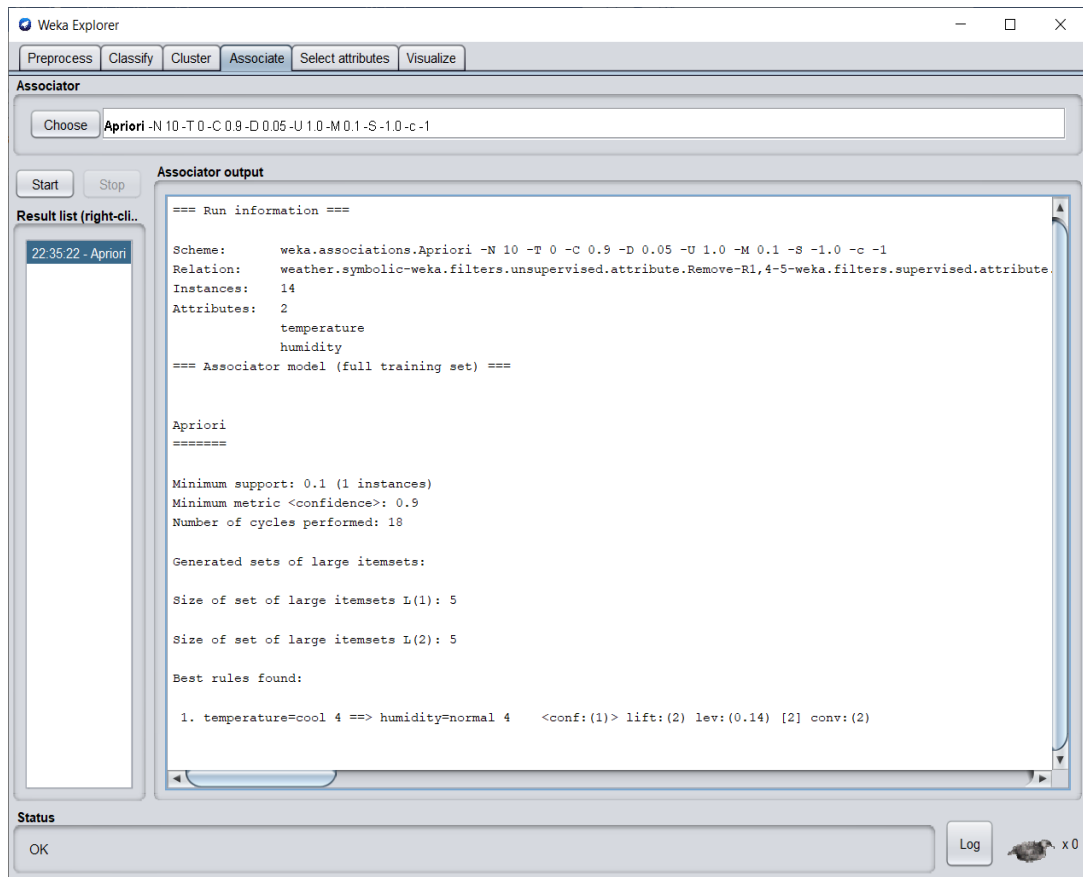 Weka Explorer
Preprocess Classify Cluster Associate Select attributes Visualize
Associator
Choose Apriori -N 10 -T 0 -C 0.9 -D 0.05 -U 1.0 -M 0.1 -S -1.0 -c -1
Start Stop
Result list (right-cli..
22:35:22 - Apriori
Associator output
=== Run information ===
Scheme: weka.associations.Apriori -N 10 -T 0 -C 0.9 -D 0.05 -U 1.0 -M 0.1 -S -1.0 -c -1
Relation: weather.symbolic-weka.filters.unsupervised.attribute.Remove-R1,4-5-weka.filters.supervised.attribute.
Instances: 14
Attributes: 2
temperature
humidity
=== Associator model (full training set) ===
Apriori
=======
Minimum support: 0.1 (1 instances)
Minimum metric <confidence>: 0.9
Number of cycles performed: 18
Generated sets of large itemsets:
Size of set of large itemsets L(1): 5
Size of set of large itemsets L(2): 5
Best rules found:
1. temperature=cool 4 ==> humidity=normal 4 <conf:(1)> lift:(2) lev:(0.14) [2] conv:(2)
Status
OK
Log x 0